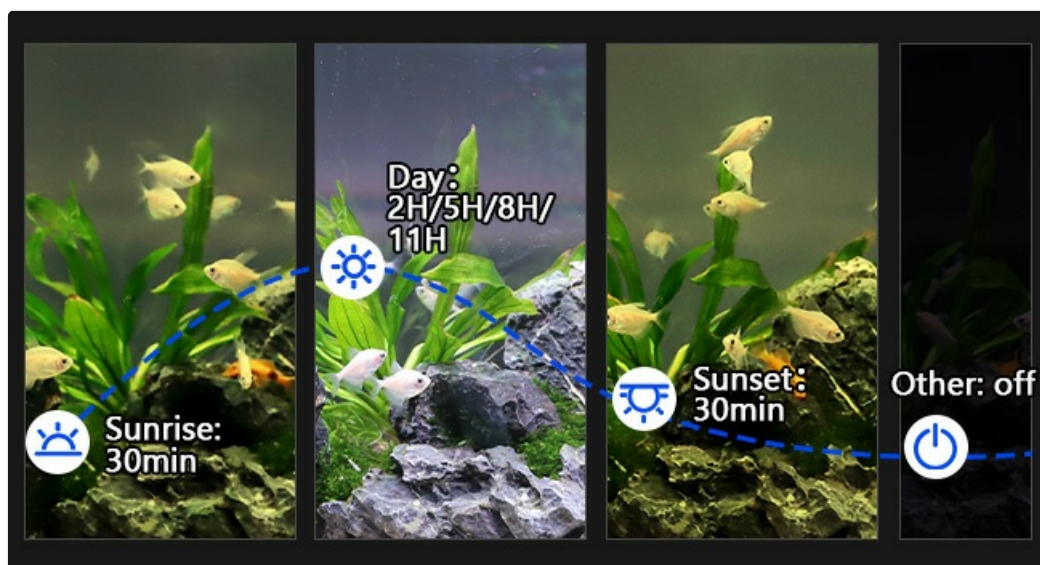 Sunrise:
30min
Day:
2H/5H/8H/
11H
Sunset:
30min
Other: off